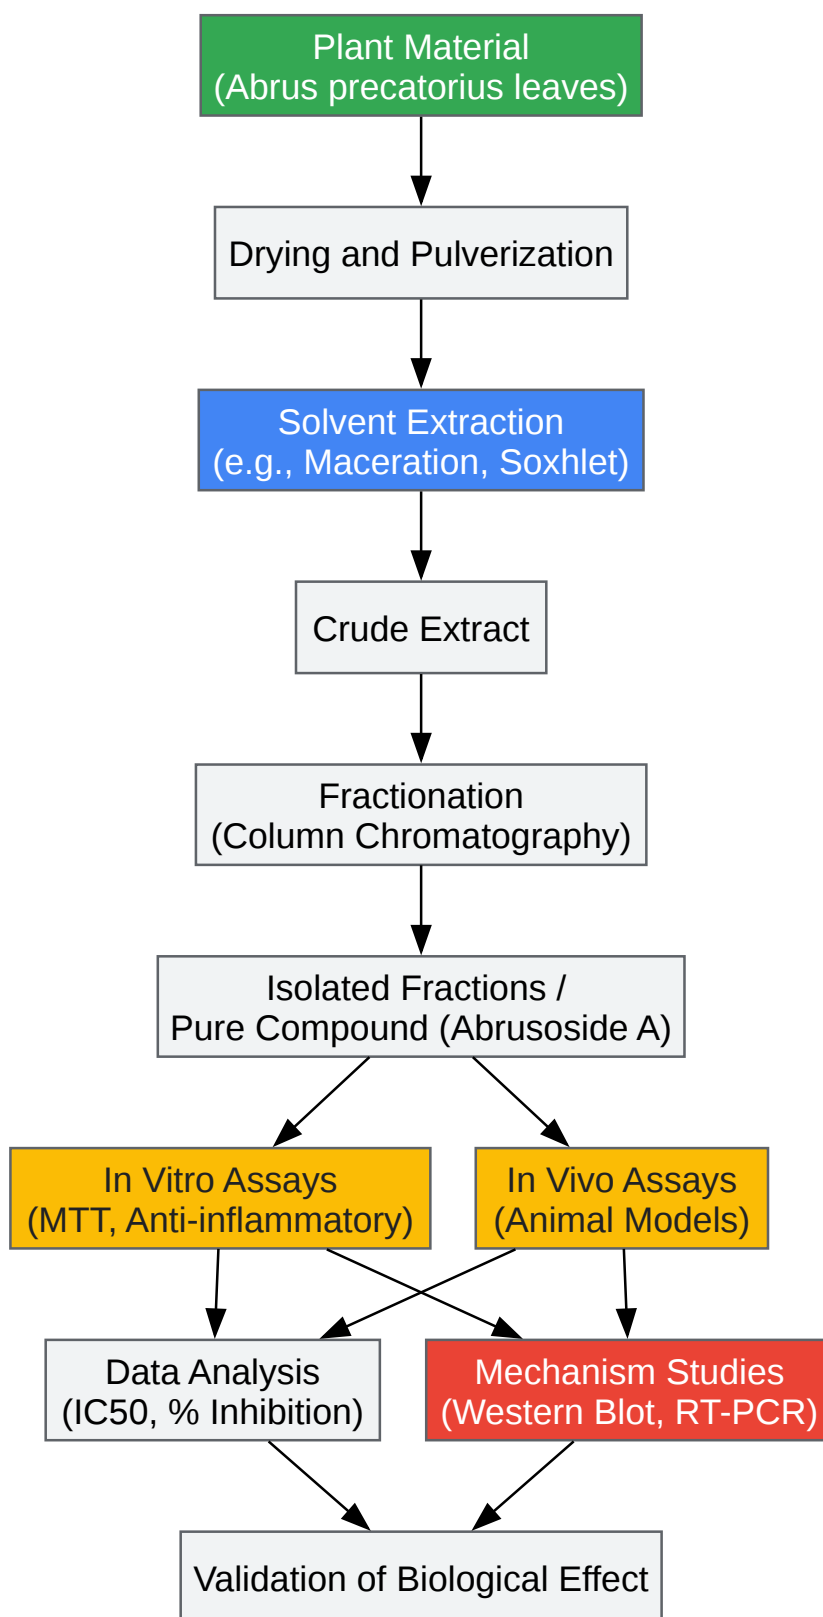 Plant Material
(Abrus precatorius leaves)
Drying and Pulverization
Solvent Extraction
(e.g., Maceration, Soxhlet)
Crude Extract
Fractionation
(Column Chromatography)
Isolated Fractions /
Pure Compound (Abrusoside A)
In Vitro Assays
(MTT, Anti-inflammatory)
In Vivo Assays
(Animal Models)
Data Analysis
(IC50, % Inhibition)
Mechanism Studies
(Western Blot, RT-PCR)
Validation of Biological Effect